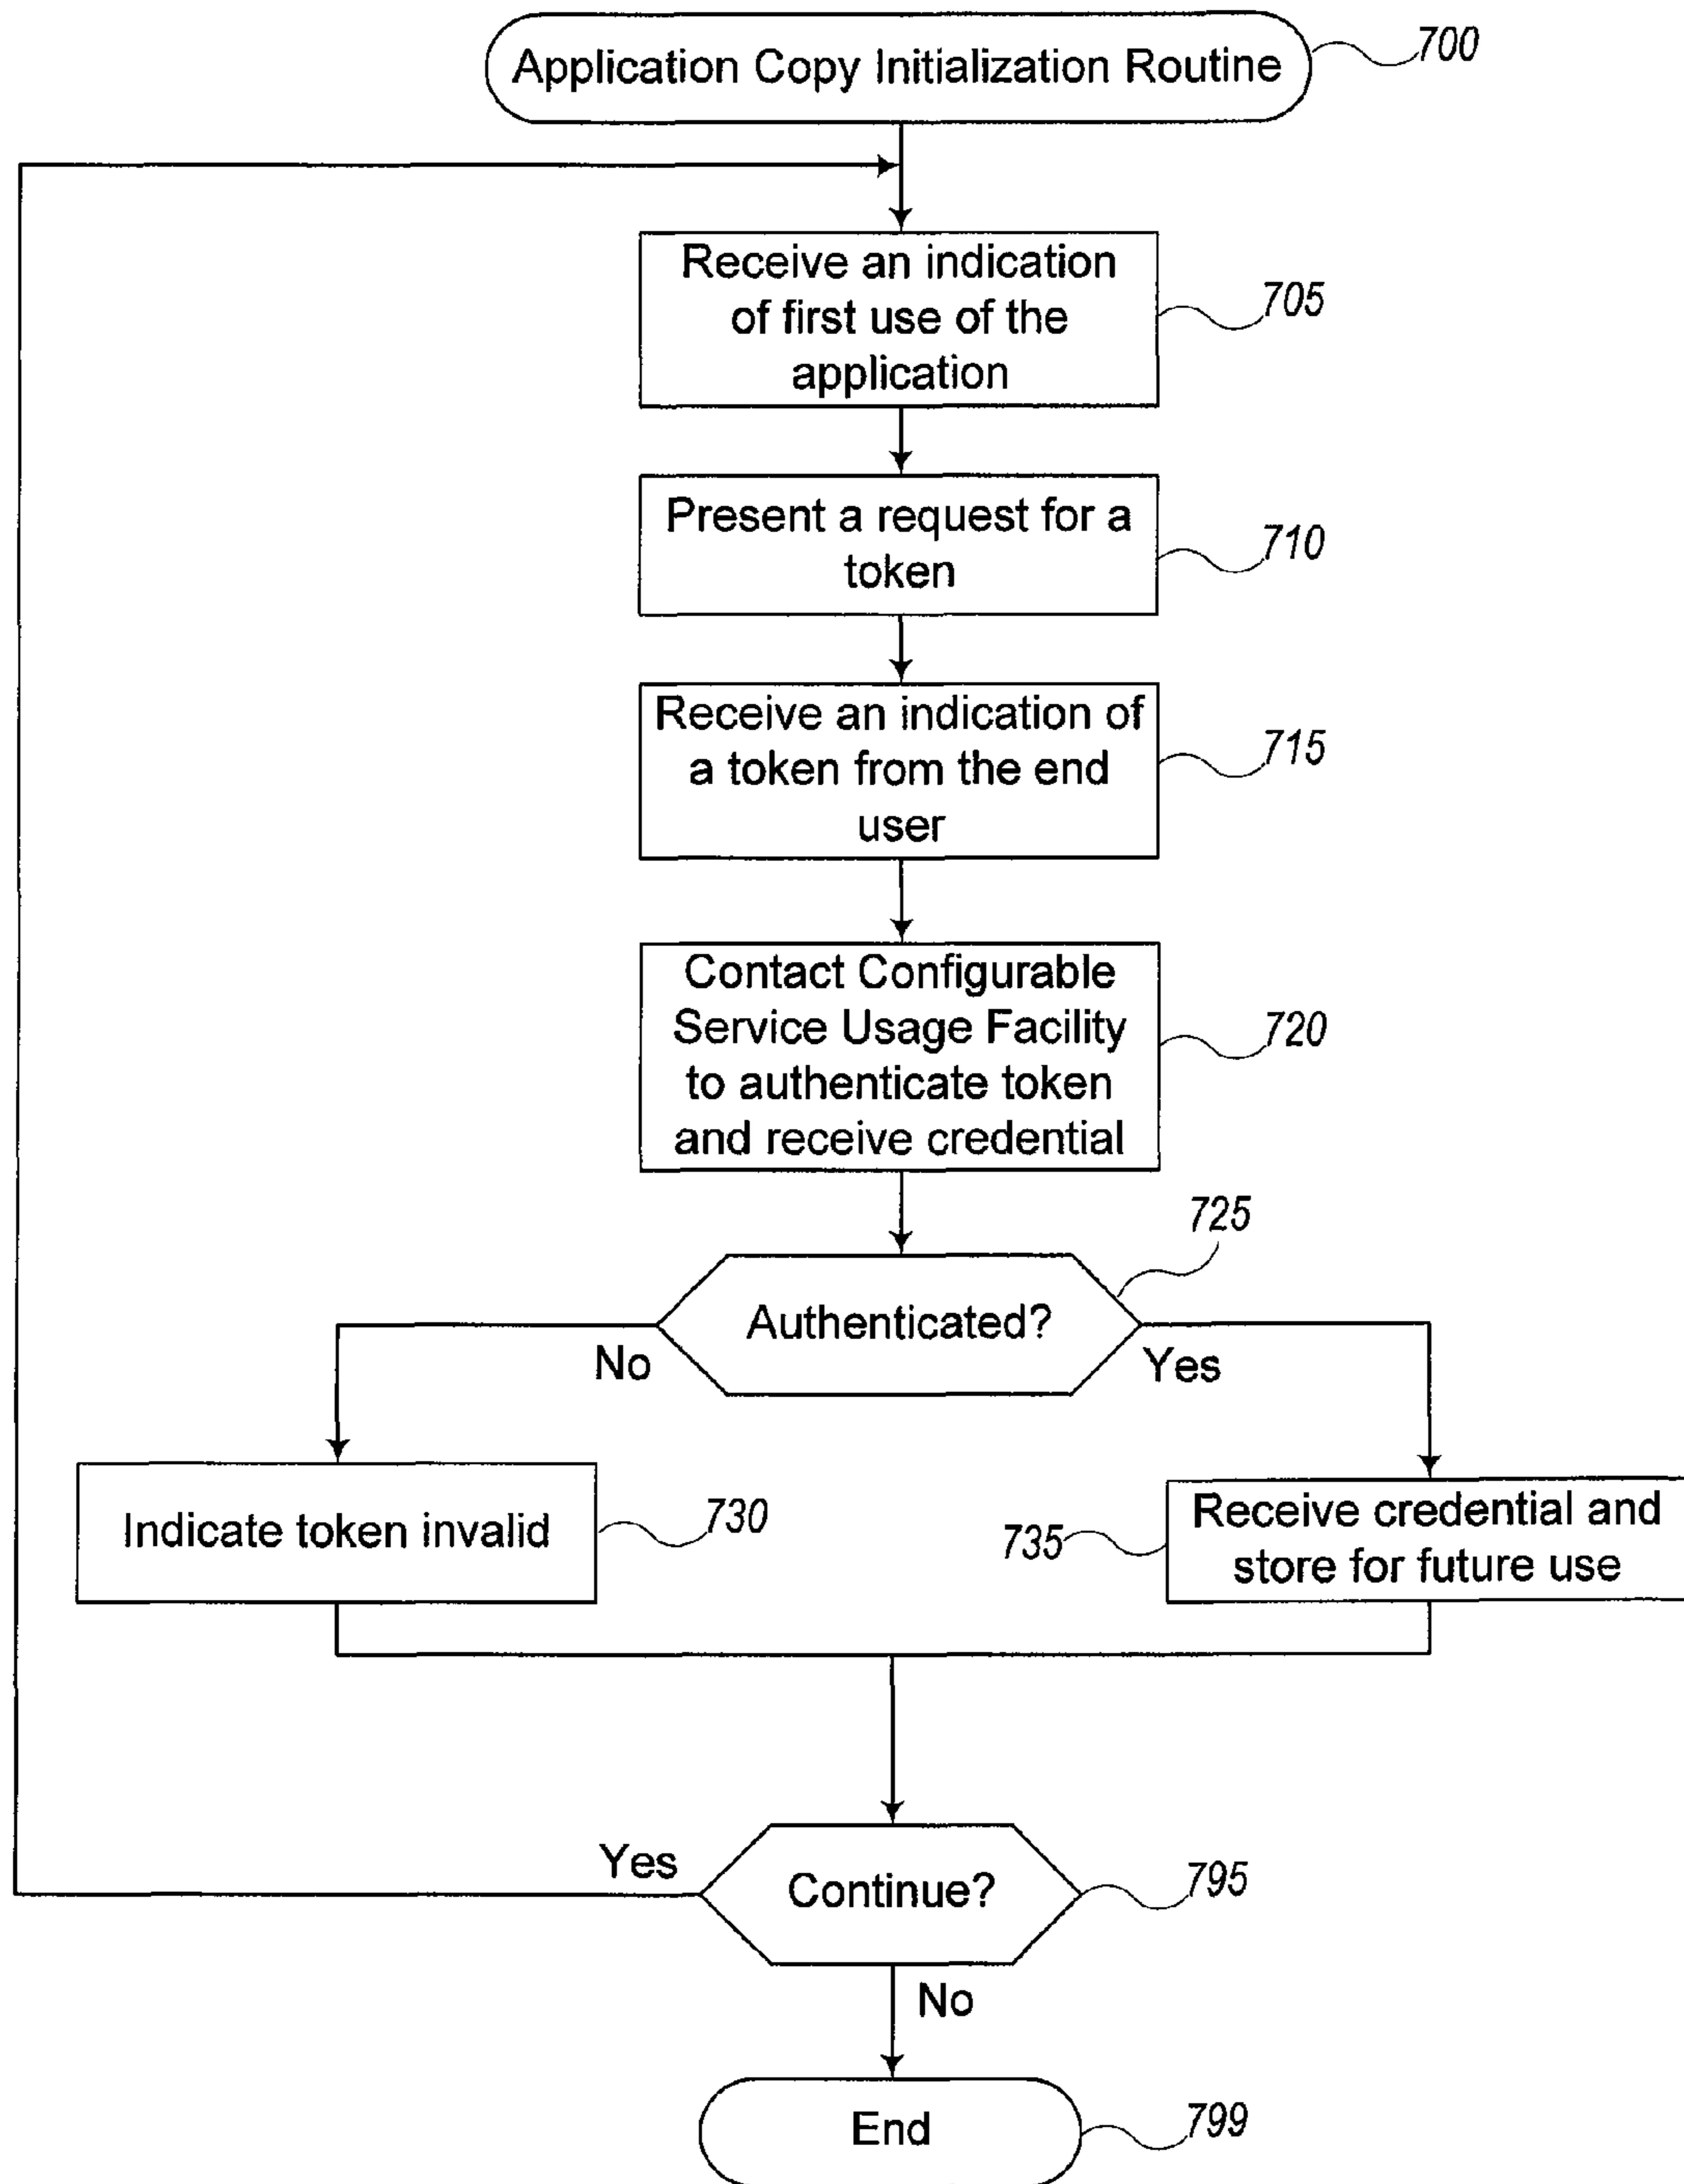 Application Copy Initialization Routine
700
Receive an indication
of first use of the
application
705
Present a request for a
token
710
Receive an indication of
a token from the end
user
715
Contact Configurable
Service Usage Facility
to authenticate token
and receive credential
720
725
Authenticated?
No
Yes
Indicate token invalid
730
735
Receive credential and
store for future use
Yes
Continue?
795
No
End
799